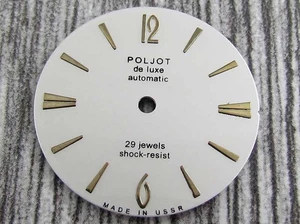 12
POLJOT
de luxe
automatic
29 jewels
shock-resist
6
MADE IN USSR